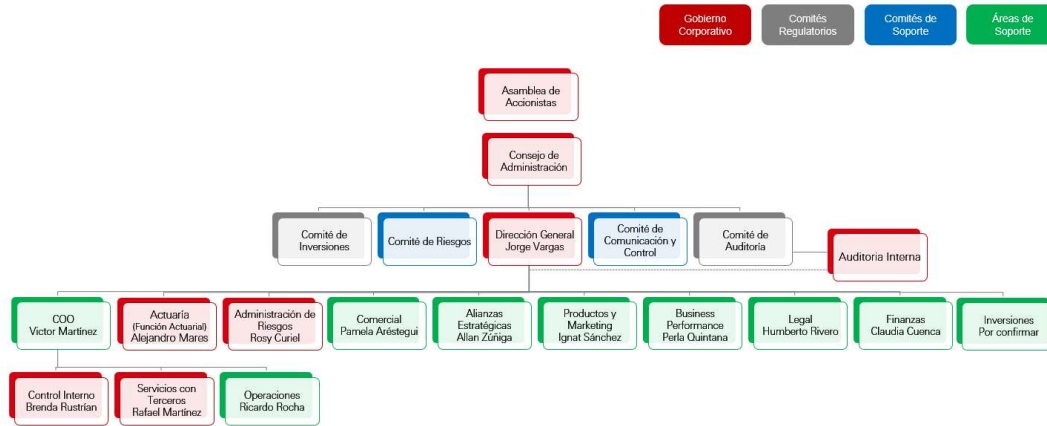 Gobierno
Corporativo
Comités
Regulatorios
Comités de
Soporte
Áreas de
Soporte
Asamblea de
Accionistas
Consejo de
Administración
Comité de
Inversiones
Comité de Riesgos
Dirección General
Jorge Vargas
Comité de
Comunicación y
Control
Comité de
Auditoría
Auditoria Interna
COO
Victor Martínez
Actuaría
(Función Actuarial)
Alejandro Mares
Administración de
Riesgos
Rosy Curiel
Comercial
Pamela Aréstegui
Alianzas
Estratégicas
Allan Zúñiga
Productos y
Marketing
Ignat Sánchez
Business
Performance
Perla Quintana
Legal
Humberto Rivero
Finanzas
Claudia Cuenca
Inversiones
Por confirmar
Control Interno
Brenda Rustrían
Servicios con
Terceros
Rafael Martínez
Operaciones
Ricardo Rocha